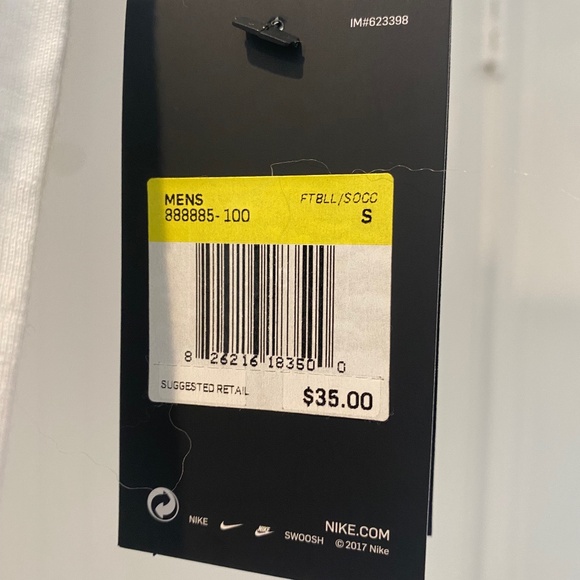 IM#623398
MENS FTBLL/SOCC
888885-100 S
8 26216 18350 0
SUGGESTED RETAIL $35.00
NIKE NIKE SWOOSH NIKE.COM
© 2017 Nike